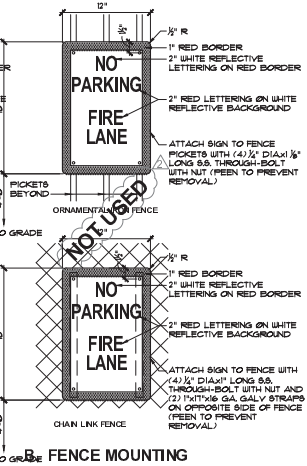 12"
1/2"
1/2" R
1" RED BORDER
2" WHITE REFLECTIVE
LETTERING ON RED BORDER
NO
PARKING
FIRE
LANE
2" RED LETTERING ON WHITE
REFLECTIVE BACKGROUND
ATTACH SIGN TO FENCE
PICKETS WITH (4) 1/4" DIAx1 1/8"
LONG S.S. THROUGH-BOLT
WITH NUT (PEEN TO PREVENT
REMOVAL)
PICKETS
BEYOND
ORNAMENTAL FENCE
NOT USED
O GRADE
12"
1/2" R
1" RED BORDER
2" WHITE REFLECTIVE
LETTERING ON RED BORDER
NO
PARKING
FIRE
LANE
2" RED LETTERING ON WHITE
REFLECTIVE BACKGROUND
ATTACH SIGN TO FENCE WITH
(4) 1/4" DIAx1" LONG S.S.
THROUGH-BOLT WITH NUT AND
(2) 1"x17"x16 GA. GALV STRAPS
ON OPPOSITE SIDE OF FENCE
(PEEN TO PREVENT
REMOVAL)
CHAIN LINK FENCE
O GRADE
B. FENCE MOUNTING